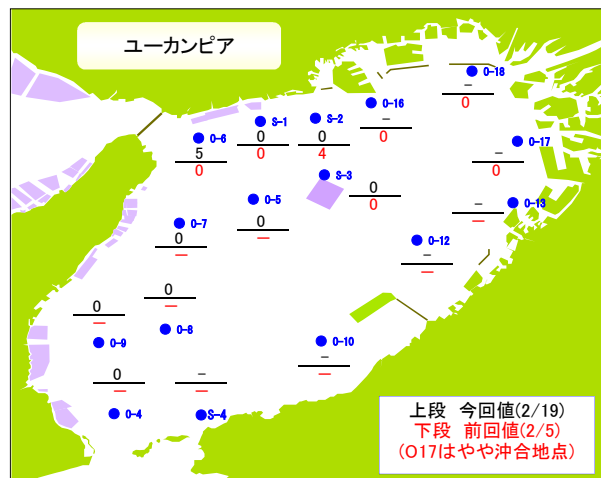 ユーカンピア
O-18
－
0
O-16
－
0
S-2
0
4
S-1
0
0
O-6
5
0
O-17
－
0
S-3
0
0
O-5
0
－
O-13
－
－
O-7
0
－
O-12
－
－
0
－
O-8
0
－
O-9
O-10
－
－
0
－
O-4
－
－
S-4
上段 今回値(2/19)
下段 前回値(2/5)
(O17はやや沖合地点)